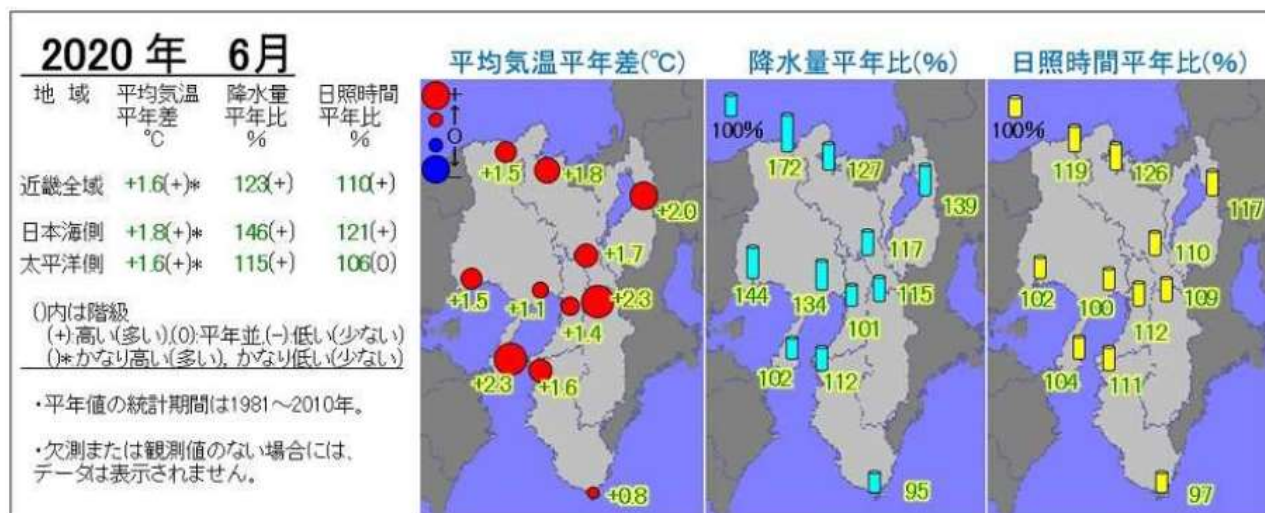 2020 年 6月
地 域 平均気温 降水量 日照時間
平年差 平年比 平年比
℃ % %
近畿全域 +1.6(+)* 123(+) 110(+)
日本海側 +1.8(+)* 146(+) 121(+)
太平洋側 +1.6(+)* 115(+) 106(0)
()内は階級
(+):高い(多い),(0):平年並,(−):低い(少ない)
()*:かなり高い(多い), かなり低い(少ない)
・平年値の統計期間は1981～2010年。
・欠測または観測値のない場合には、
データは表示されません。
平均気温平年差(℃)
+
↑
0
↓
−
+1.5
+1.8
+2.0
+1.7
+1.5
+1.1
+2.3
+1.4
+2.3
+1.6
+0.8
降水量平年比(%)
100%
172
127
139
117
144
134
115
101
102
112
95
日照時間平年比(%)
100%
119
126
117
110
102
100
109
112
104
111
97